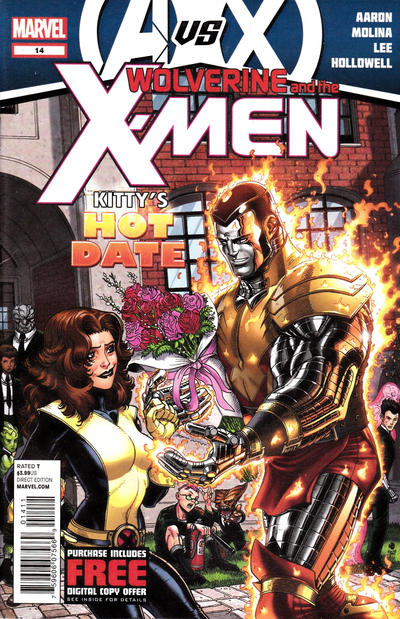 MARVEL
14
A VS X
AARON
MOLINA
LEE
HOLLOWELL
WOLVERINE and the
X-MEN
KITTY'S
HOT
DATE
RATED T
$3.99US
DIRECT EDITION
MARVEL.COM
01411
PURCHASE INCLUDES
FREE
DIGITAL COPY OFFER
SEE INSIDE FOR DETAILS